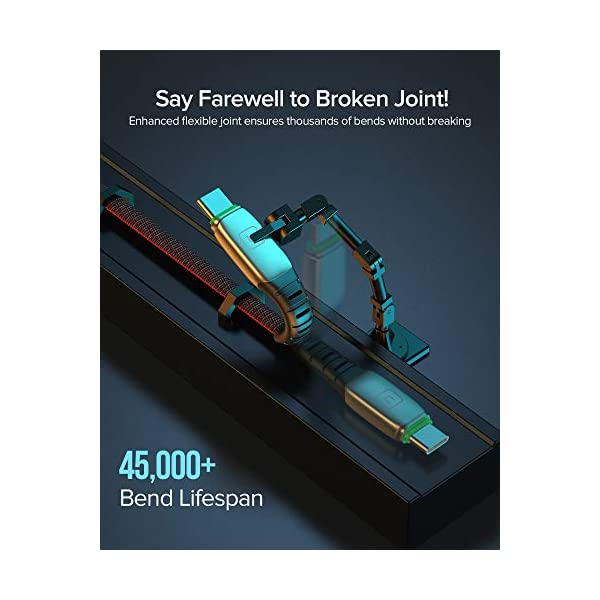 Say Farewell to Broken Joint!
Enhanced flexible joint ensures thousands of bends without breaking
45,000+
Bend Lifespan